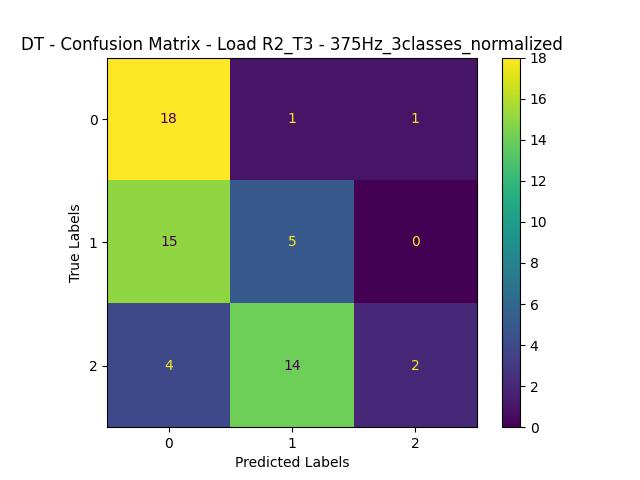 DT - Confusion Matrix - Load R2_T3 - 375Hz_3classes_normalized
True Labels
0 18 1 1
1 15 5 0
2 4 14 2
0 1 2
Predicted Labels
18
16
14
12
10
8
6
4
2
0